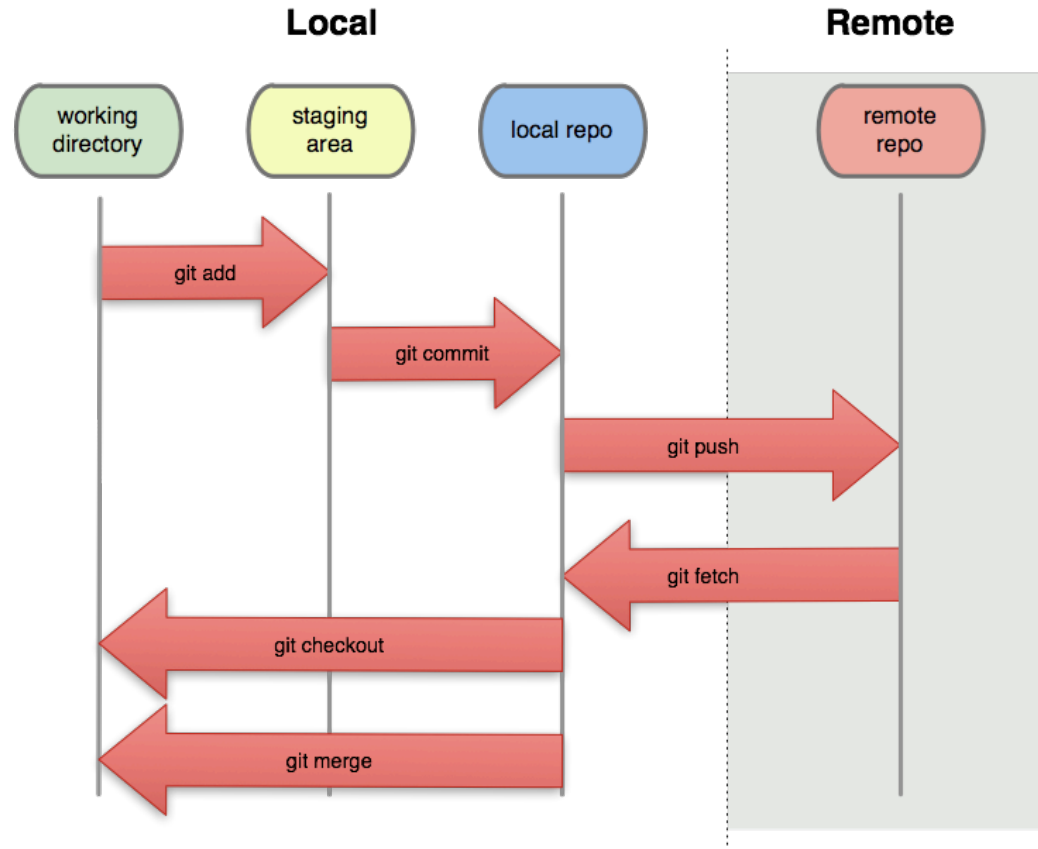 Local
Remote
working
directory
staging
area
local repo
remote
repo
git add
git commit
git push
git fetch
git checkout
git merge